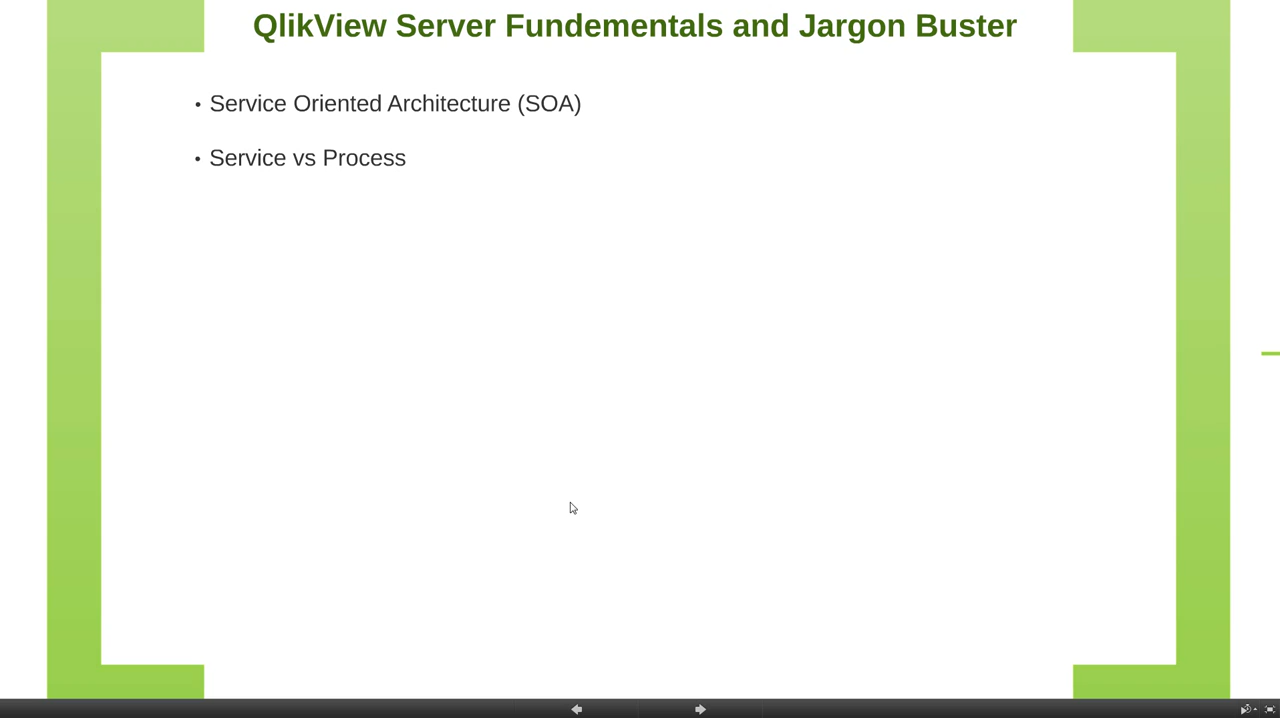 QlikView Server Fundementals and Jargon Buster
• Service Oriented Architecture (SOA)
• Service vs Process